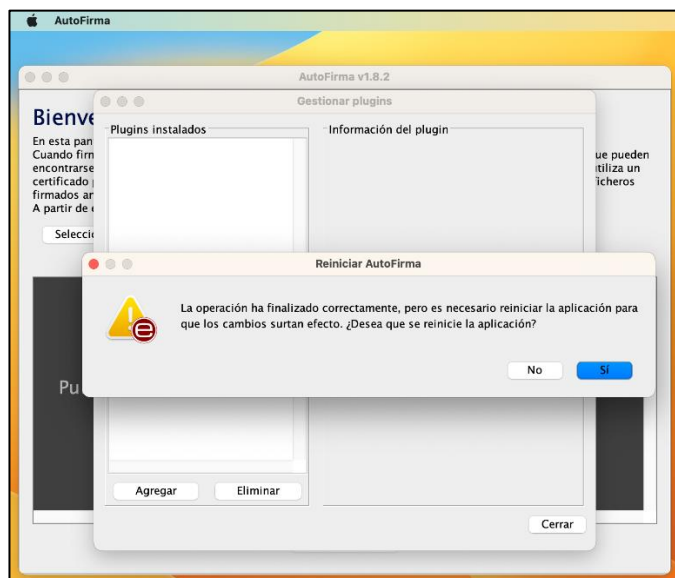 AutoFirma
AutoFirma v1.8.2
Gestionar plugins
Bienve
Plugins instalados
Información del plugin
En esta pan
Cuando firm
ue pueden
encontrarse
utiliza un
certificado
ficheros
firmados an
A partir de e
Selecci
Reiniciar AutoFirma
La operación ha finalizado correctamente, pero es necesario reiniciar la aplicación para
que los cambios surtan efecto. ¿Desea que se reinicie la aplicación?
No
Sí
Pu
Agregar
Eliminar
Cerrar